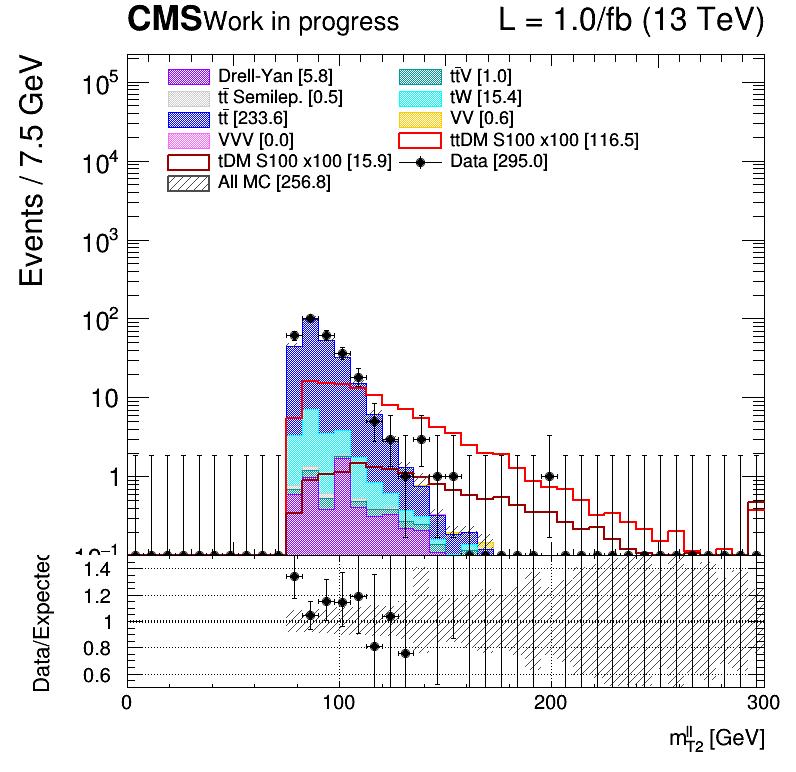 CMS Work in progress L = 1.0/fb (13 TeV)
Events / 7.5 GeV
Drell-Yan [5.8] tt̄V [1.0]
tt̄ Semilep. [0.5] tW [15.4]
tt̄ [233.6] VV [0.6]
VVV [0.0] ttDM S100 x100 [116.5]
tDM S100 x100 [15.9] Data [295.0]
All MC [256.8]
10⁵
10⁴
10³
10²
10
1
10⁻¹
Data/Expected
1.4
1.2
1
0.8
0.6
0 100 200 300
m_{T2}^{ll} [GeV]